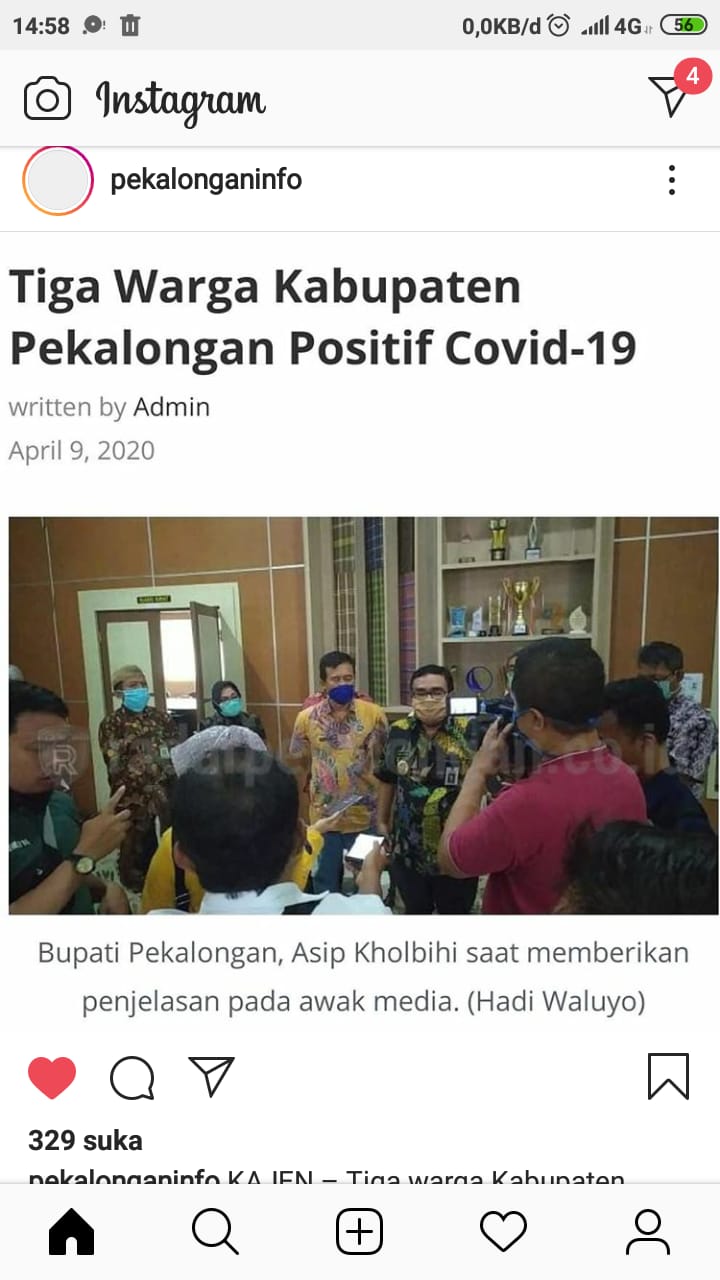 14:58 0,0KB/d 4G 56
Instagram 4
pekalonganinfo
Tiga Warga Kabupaten
Pekalongan Positif Covid-19
written by Admin
April 9, 2020
R
Bupati Pekalongan, Asip Kholbihi saat memberikan
penjelasan pada awak media. (Hadi Waluyo)
329 suka
pekalonganinfo KAJEN – Tiga warga Kabupaten